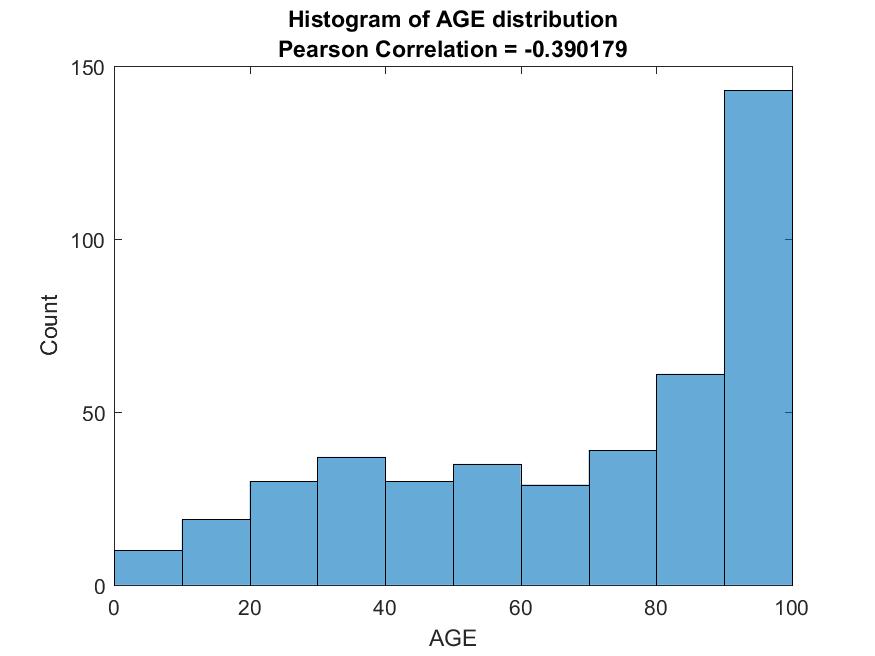 Histogram of AGE distribution
Pearson Correlation = -0.390179
150
100
50
0
Count
0 20 40 60 80 100
AGE